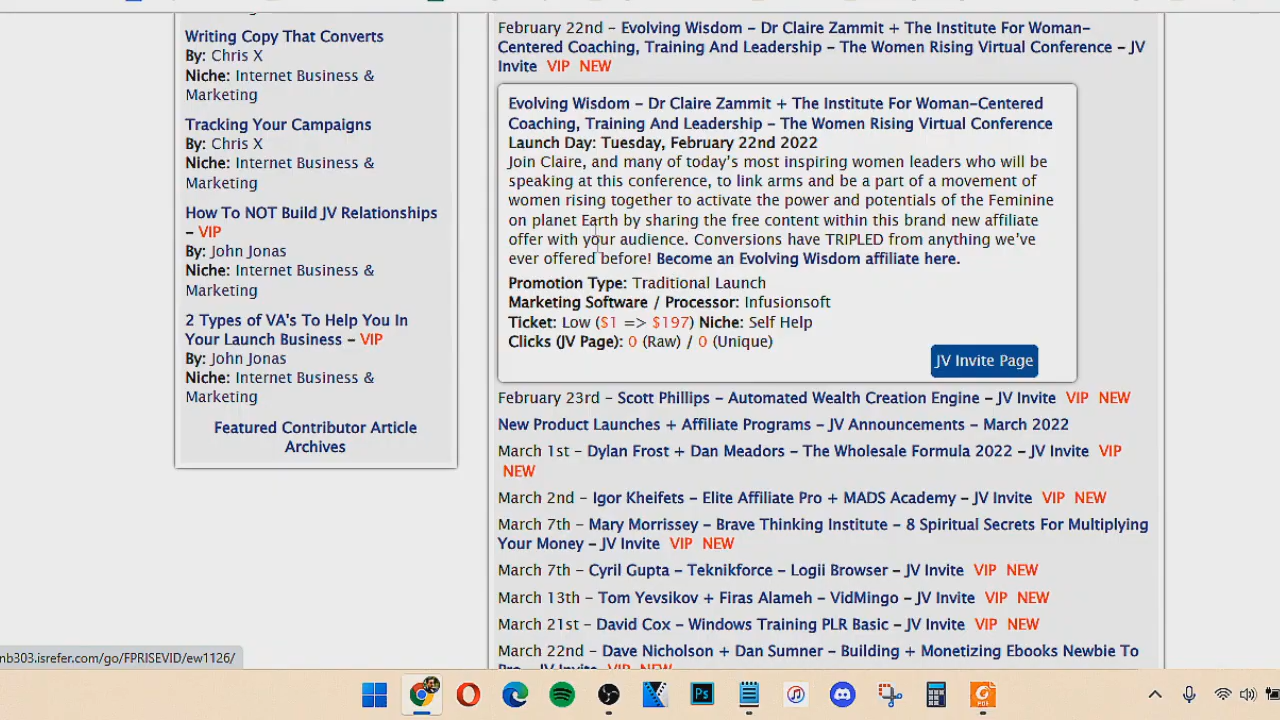 Writing Copy That Converts
By: Chris X
Niche: Internet Business &
Marketing
Tracking Your Campaigns
By: Chris X
Niche: Internet Business &
Marketing
How To NOT Build JV Relationships
– VIP
By: John Jonas
Niche: Internet Business &
Marketing
2 Types of VA's To Help You In
Your Launch Business – VIP
By: John Jonas
Niche: Internet Business &
Marketing
Featured Contributor Article
Archives
February 22nd – Evolving Wisdom – Dr Claire Zammit + The Institute For Woman-
Centered Coaching, Training And Leadership – The Women Rising Virtual Conference – JV
Invite VIP NEW
Evolving Wisdom – Dr Claire Zammit + The Institute For Woman-Centered
Coaching, Training And Leadership – The Women Rising Virtual Conference
Launch Day: Tuesday, February 22nd 2022
Join Claire, and many of today's most inspiring women leaders who will be
speaking at this conference, to link arms and be a part of a movement of
women rising together to activate the power and potentials of the Feminine
on planet Earth by sharing the free content within this brand new affiliate
offer with your audience. Conversions have TRIPLED from anything we've
ever offered before! Become an Evolving Wisdom affiliate here.
Promotion Type: Traditional Launch
Marketing Software / Processor: Infusionsoft
Ticket: Low ($1 => $197) Niche: Self Help
Clicks (JV Page): 0 (Raw) / 0 (Unique)
JV Invite Page
February 23rd – Scott Phillips – Automated Wealth Creation Engine – JV Invite VIP NEW
New Product Launches + Affiliate Programs – JV Announcements – March 2022
March 1st – Dylan Frost + Dan Meadors – The Wholesale Formula 2022 – JV Invite VIP
NEW
March 2nd – Igor Kheifets – Elite Affiliate Pro + MADS Academy – JV Invite VIP NEW
March 7th – Mary Morrissey – Brave Thinking Institute – 8 Spiritual Secrets For Multiplying
Your Money – JV Invite VIP NEW
March 7th – Cyril Gupta – Teknikforce – Logii Browser – JV Invite VIP NEW
March 13th – Tom Yevsikov + Firas Alameh – VidMingo – JV Invite VIP NEW
March 21st – David Cox – Windows Training PLR Basic – JV Invite VIP NEW
March 22nd – Dave Nicholson + Dan Sumner – Building + Monetizing Ebooks Newbie To
Pro – JV Invite VIP NEW
nb303.isrefer.com/go/FPRISEVID/ew1126/
Ps